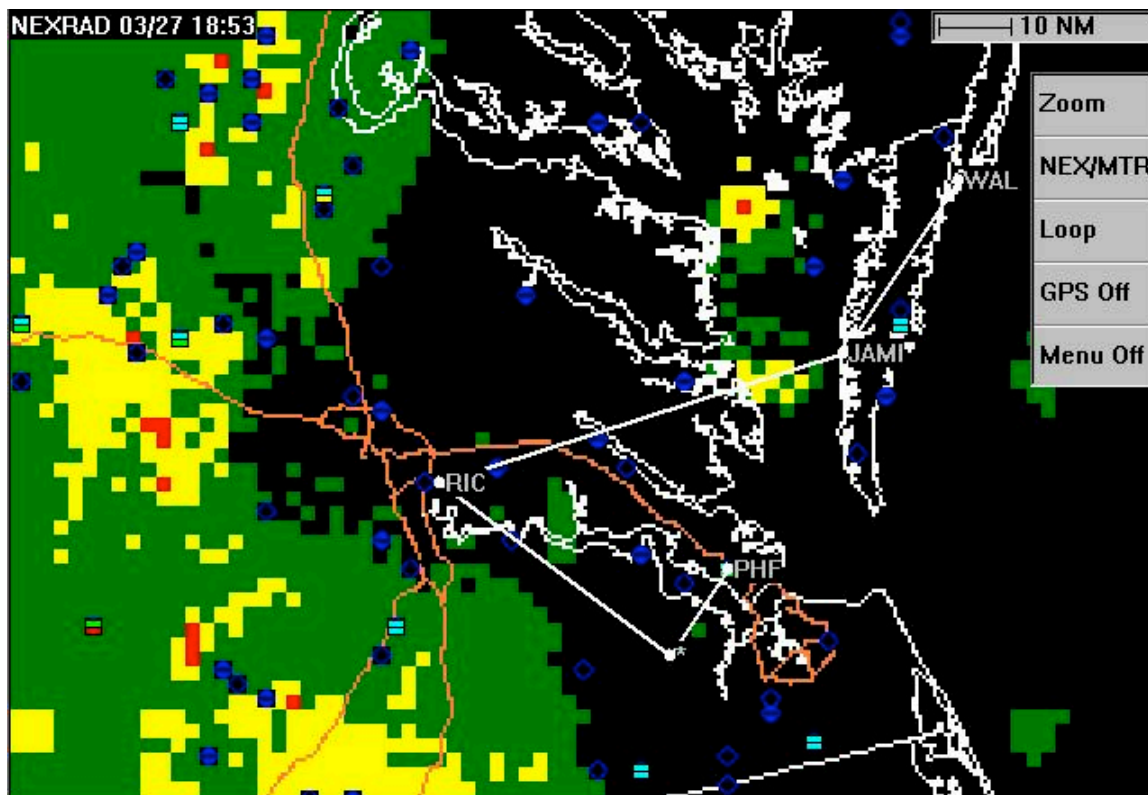 NEXRAD 03/27 18:53
10 NM
Zoom
NEX/MTR
WAL
Loop
GPS Off
JAMI
Menu Off
RIC
PHF
*